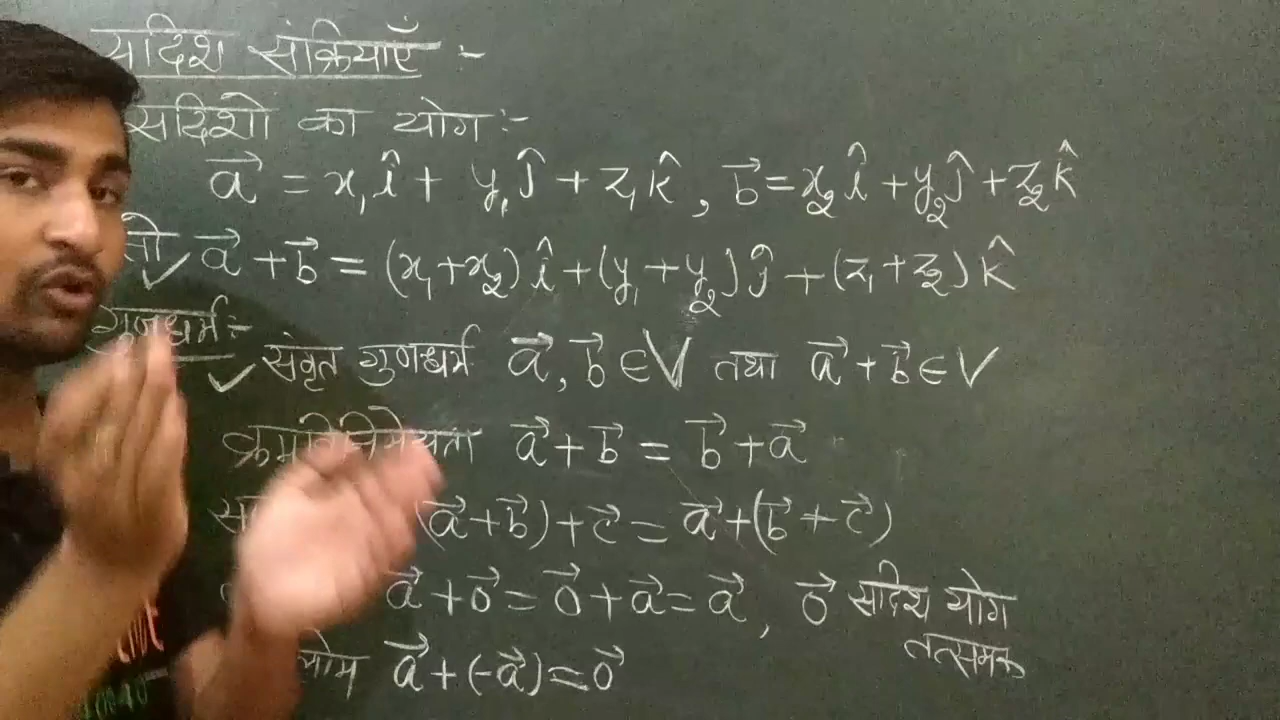 सदिश संक्रियाएँ :-
सदिशो का योग :-
a⃗ = x₁î + y₁ĵ + z₁k̂ , b⃗ = x₂î + y₂ĵ + z₂k̂
तो a⃗ + b⃗ = (x₁+x₂)î + (y₁+y₂)ĵ + (z₁+z₂)k̂
गुणधर्म :-
संवृत गुणधर्म a⃗, b⃗ ∈ V तथा a⃗ + b⃗ ∈ V
क्रमविनिमेयता a⃗ + b⃗ = b⃗ + a⃗
(a⃗ + b⃗) + c⃗ = a⃗ + (b⃗ + c⃗)
a⃗ + 0⃗ = 0⃗ + a⃗ = a⃗ , 0⃗ सदिश योग
तत्समक
लोम a⃗ + (-a⃗) = 0⃗